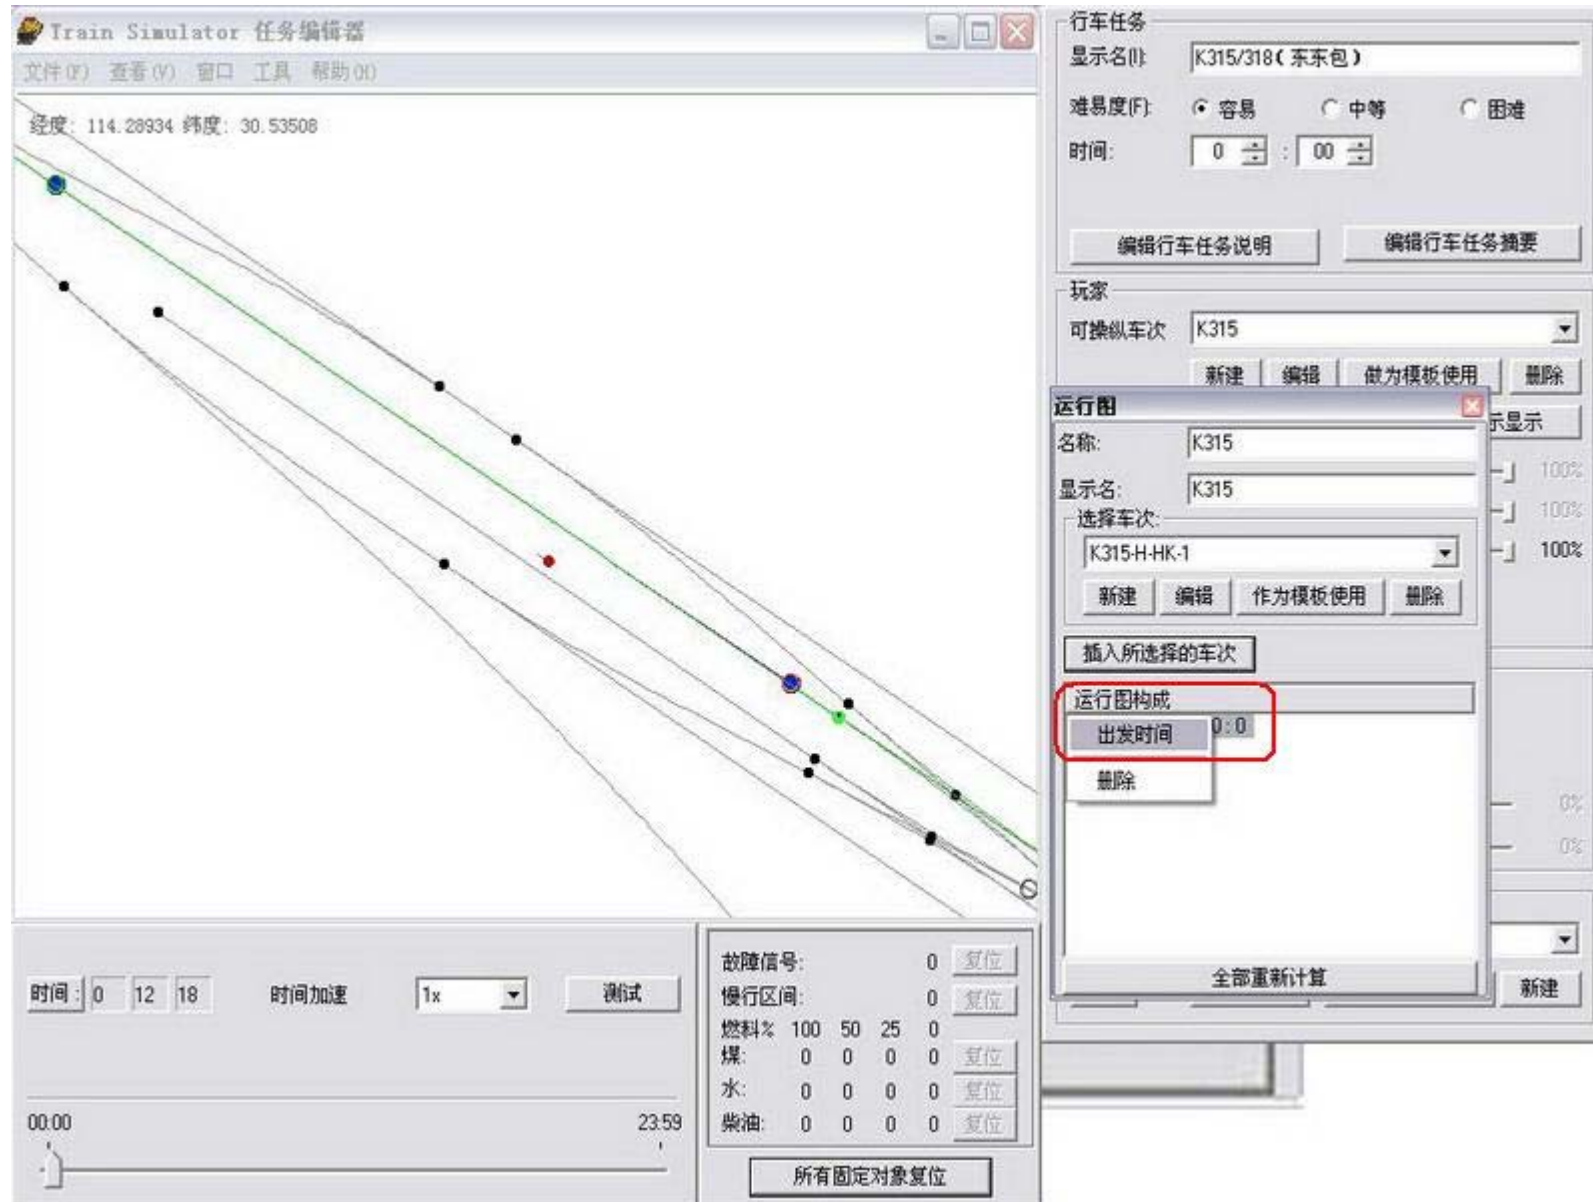 Train Simulator 任务编辑器
文件(F) 查看(V) 窗口 工具 帮助(H)
经度: 114.28934 纬度: 30.53508
行车任务
显示名(I): K315/318(东东包)
难易度(F): 容易 中等 困难
时间: 0 : 00
编辑行车任务说明 编辑行车任务摘要
玩家
可操纵车次 K315
新建 编辑 做为模板使用 删除
示显示
100%
100%
100%
0%
0%
新建
运行图
名称: K315
显示名: K315
选择车次:
K315-H-HK-1
新建 编辑 作为模板使用 删除
插入所选择的车次
运行图构成
出发时间 0:0
删除
全部重新计算
时间: 0 12 18 时间加速 1x 测试
00:00 23:59
故障信号: 0 复位
慢行区间: 0 复位
燃料% 100 50 25 0
煤: 0 0 0 0 复位
水: 0 0 0 0 复位
柴油: 0 0 0 0 复位
所有固定对象复位